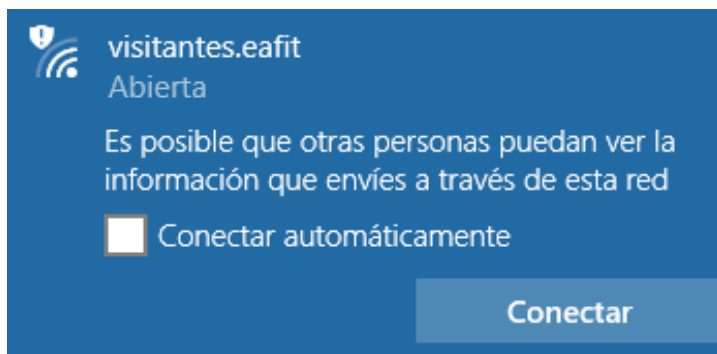 visitantes.eafit
Abierta
Es posible que otras personas puedan ver la
información que envíes a través de esta red
Conectar automáticamente
Conectar